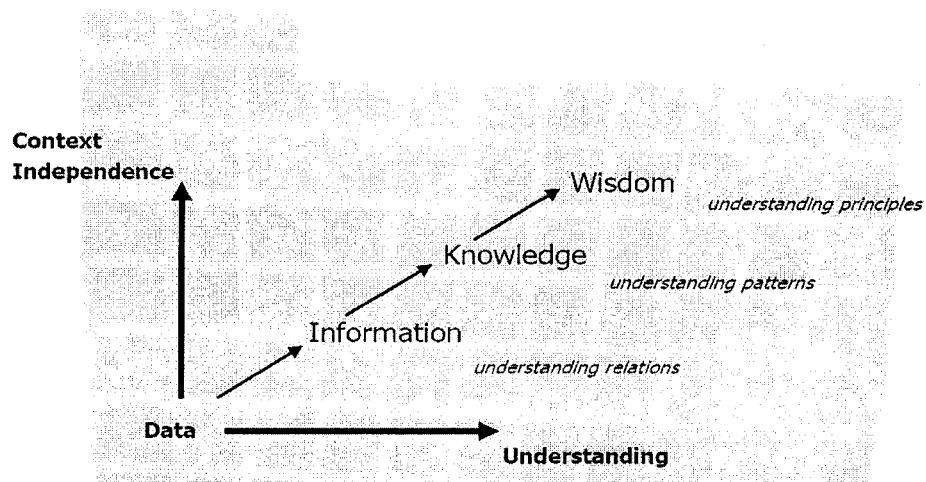 Context
Independence
Wisdom
understanding principles
Knowledge
understanding patterns
Information
understanding relations
Data
Understanding